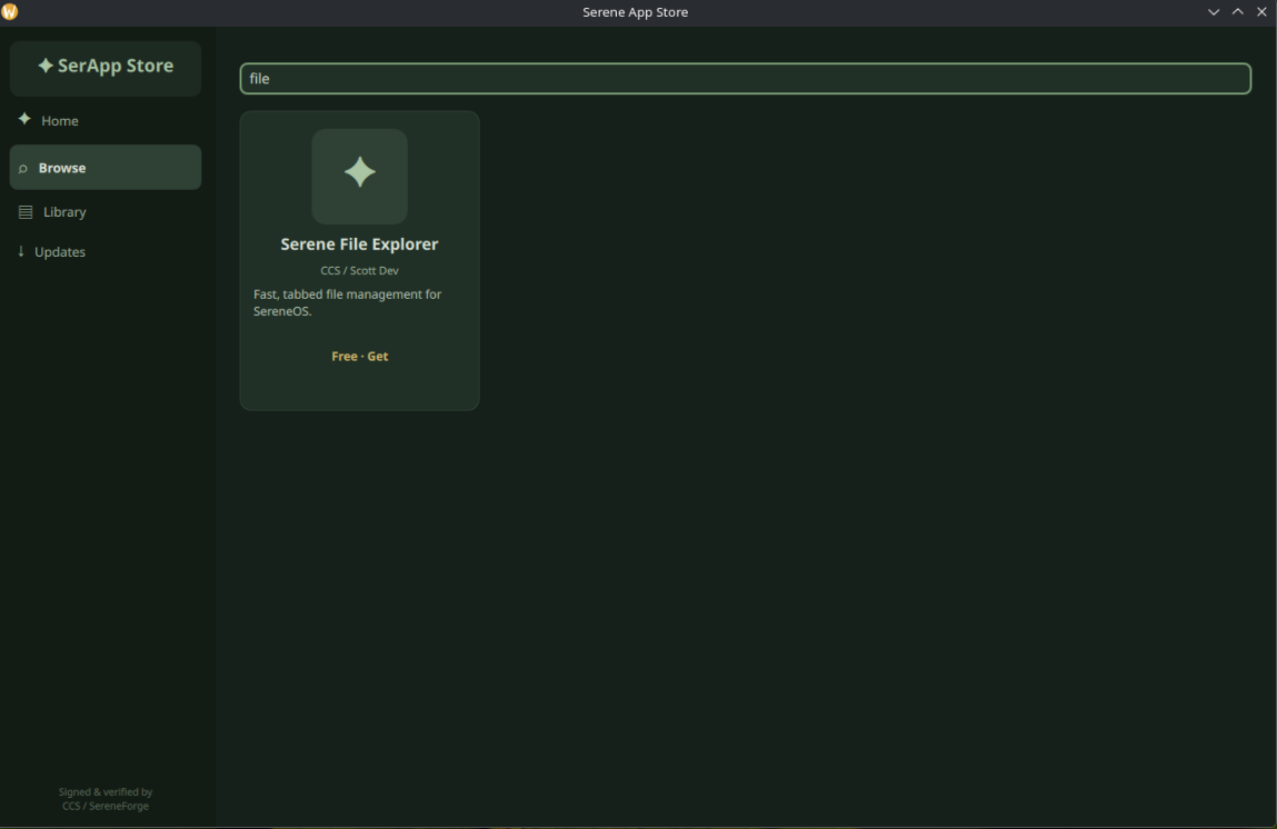 Serene App Store
SerApp Store
Home
Browse
Library
Updates
file
Serene File Explorer
CCS / Scott Dev
Fast, tabbed file management for
SereneOS.
Free · Get
Signed & verified by
CCS / SereneForge